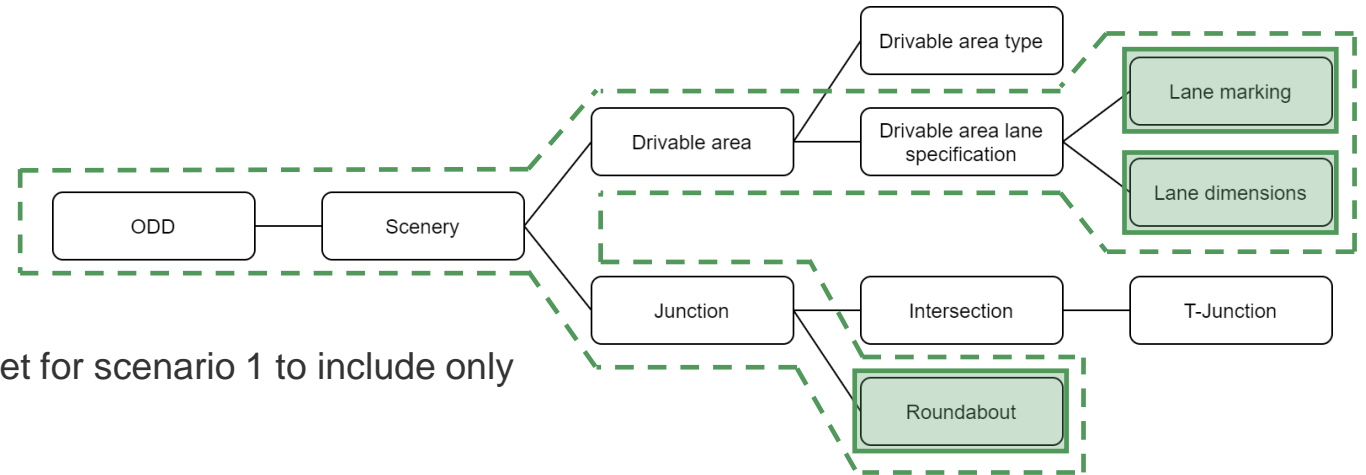 Drivable area type
Lane marking
Drivable area
Drivable area lane
specification
Lane dimensions
ODD
Scenery
Junction
Intersection
T-Junction
et for scenario 1 to include only
Roundabout